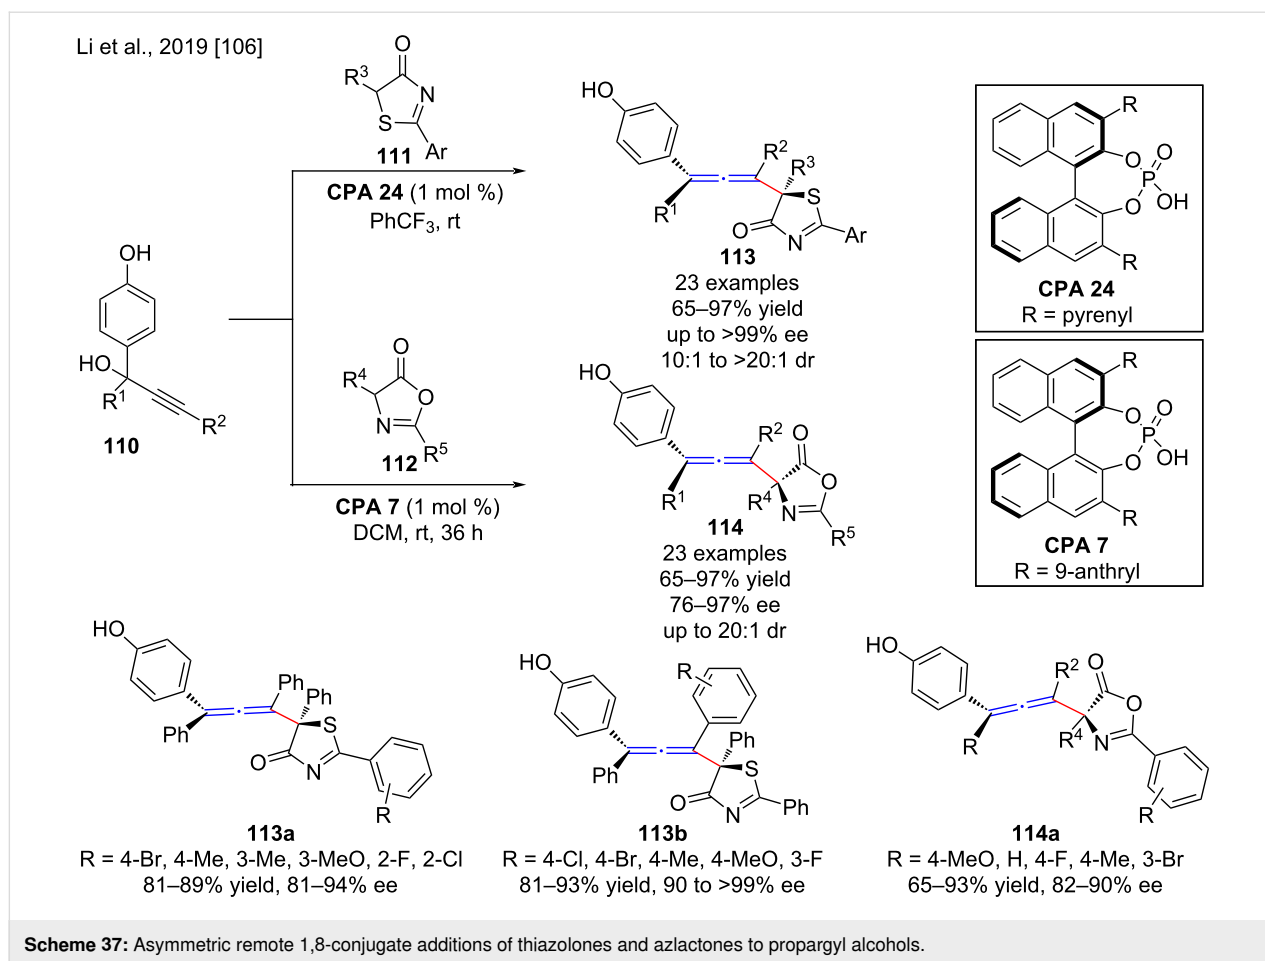 Li et al., 2019 [106]
O
R3
N
S
Ar
111
CPA 24 (1 mol %)
PhCF3, rt
OH
HO
R1
R2
110
O
R4
O
N
R5
112
CPA 7 (1 mol %)
DCM, rt, 36 h
HO
R2
R3
R1
S
O
N
Ar
113
23 examples
65–97% yield
up to >99% ee
10:1 to >20:1 dr
HO
R2
O
O
R1
R4
N
R5
114
23 examples
65–97% yield
76–97% ee
up to 20:1 dr
R
O
O
P
OH
O
R
CPA 24
R = pyrenyl
R
O
O
P
OH
O
R
CPA 7
R = 9-anthryl
HO
Ph
Ph
Ph
S
O
N
R
113a
R = 4-Br, 4-Me, 3-Me, 3-MeO, 2-F, 2-Cl
81–89% yield, 81–94% ee
HO
R
Ph
Ph
S
O
N
Ph
113b
R = 4-Cl, 4-Br, 4-Me, 4-MeO, 3-F
81–93% yield, 90 to >99% ee
HO
R2
O
O
R
R4
N
R
114a
R = 4-MeO, H, 4-F, 4-Me, 3-Br
65–93% yield, 82–90% ee
Scheme 37: Asymmetric remote 1,8-conjugate additions of thiazolones and azlactones to propargyl alcohols.